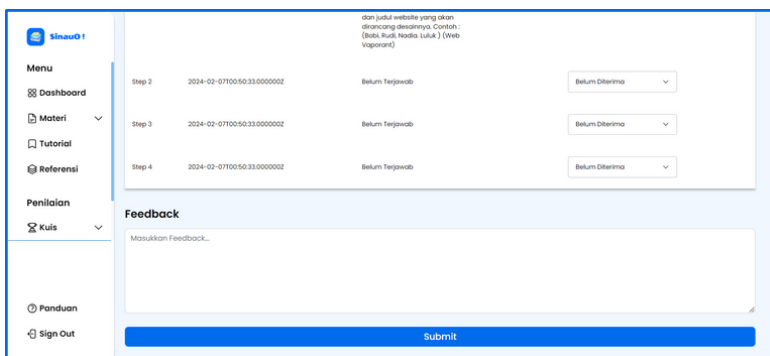 SinauO !
Menu
Dashboard
Materi
Tutorial
Referensi
Penilaian
Kuis
Panduan
Sign Out
dan judul website yang akan
dirancang desainnya. Contoh :
(Bobi, Rudi, Nadia. Luluk ) (Web
Vaporant)
Step 2 2024-02-07T00:50:33.000000Z Belum Terjawab Belum Diterima
Step 3 2024-02-07T00:50:33.000000Z Belum Terjawab Belum Diterima
Step 4 2024-02-07T00:50:33.000000Z Belum Terjawab Belum Diterima
Feedback
Masukkan Feedback...
Submit